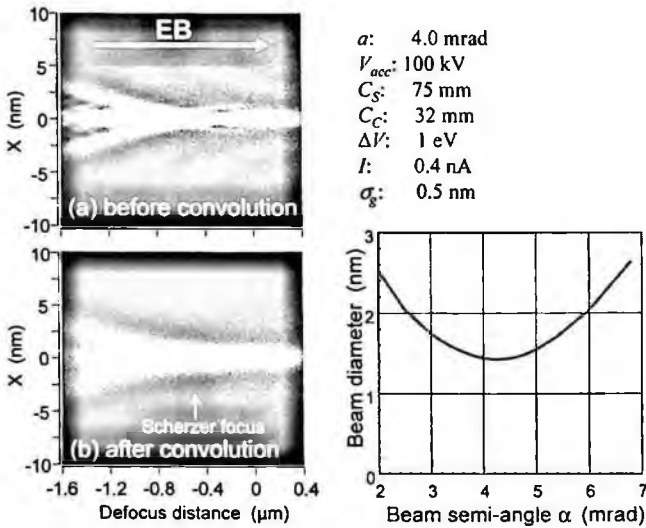 10
5
0
-5
-10
X (nm)
EB
(a) before convolution
10
5
0
-5
-10
X (nm)
Scherzer focus
(b) after convolution
-1.6 -1.2 -0.8 -0.4 0 0.4
Defocus distance (μm)
a: 4.0 mrad
Vacc: 100 kV
CS: 75 mm
CC: 32 mm
ΔV: 1 eV
I: 0.4 nA
σg: 0.5 nm
3
2
1
0
Beam diameter (nm)
2 3 4 5 6 7
Beam semi-angle α (mrad)